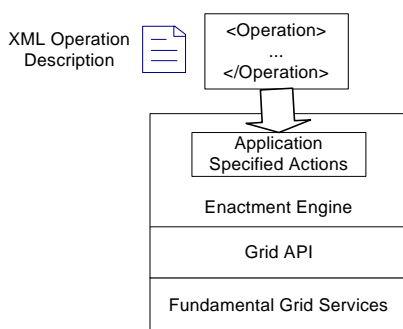 XML Operation
Description
<Operation>
...
</Operation>
Application
Specified Actions
Enactment Engine
Grid API
Fundamental Grid Services